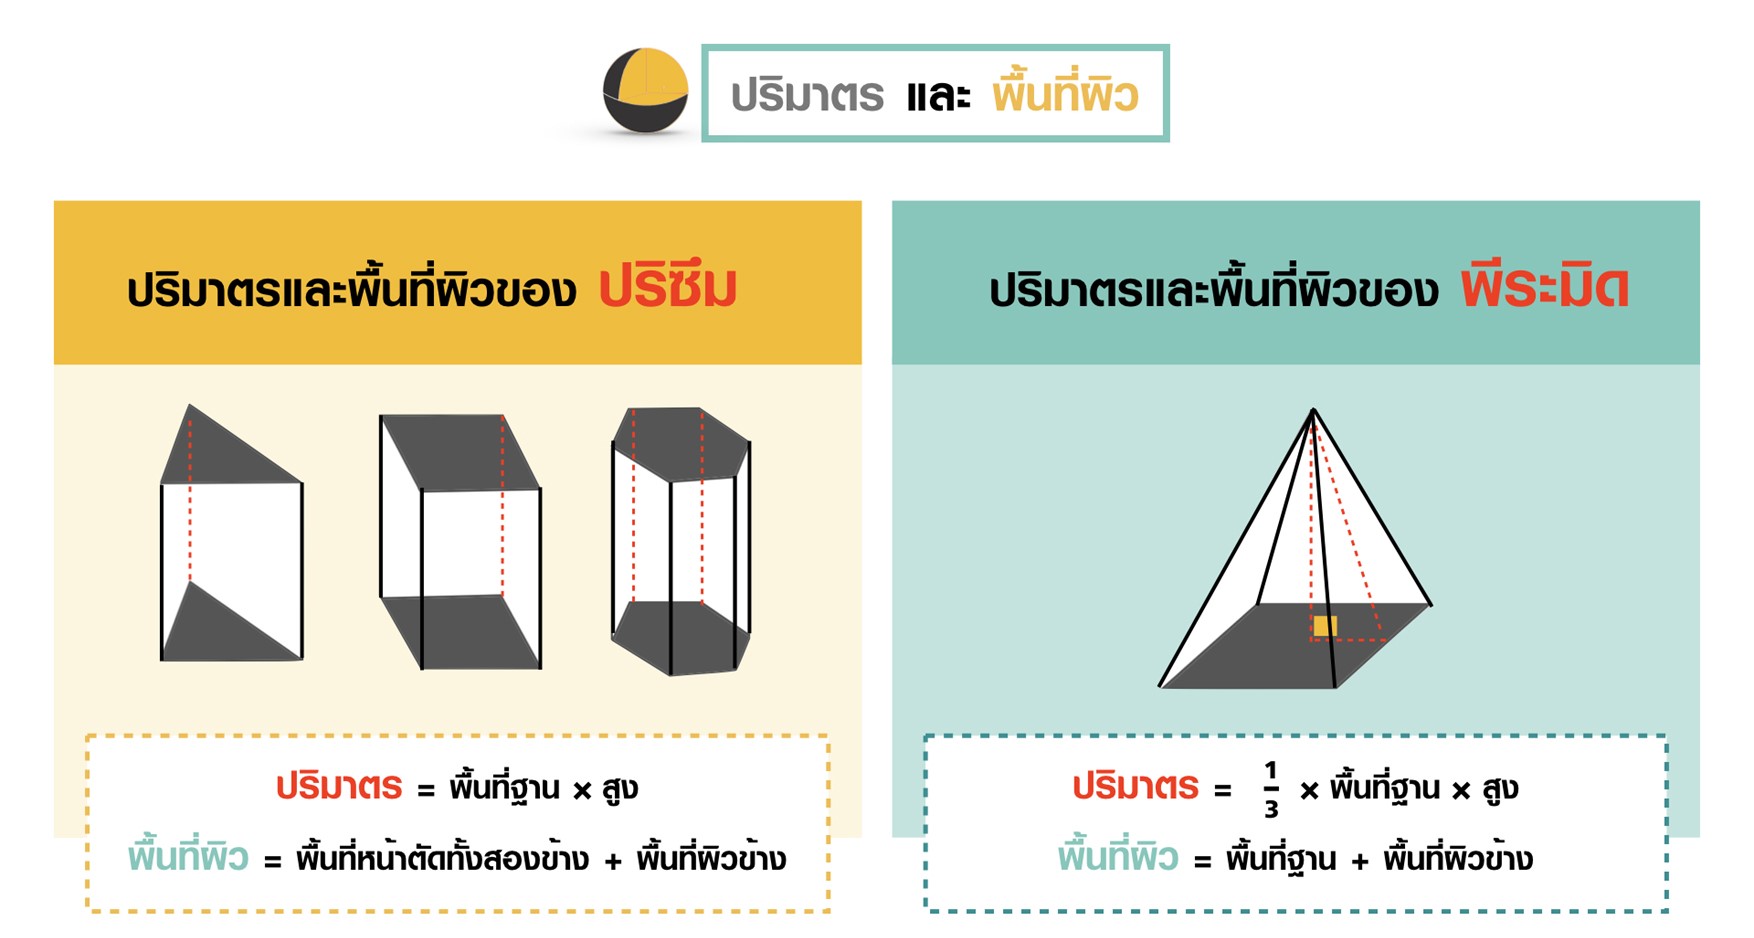 ปริมาตร และ พื้นที่ผิว
ปริมาตรและพื้นที่ผิวของ ปริซึม
ปริมาตร = พื้นที่ฐาน × สูง
พื้นที่ผิว = พื้นที่หน้าตัดทั้งสองข้าง + พื้นที่ผิวข้าง
ปริมาตรและพื้นที่ผิวของ พีระมิด
ปริมาตร = 1/3 × พื้นที่ฐาน × สูง
พื้นที่ผิว = พื้นที่ฐาน + พื้นที่ผิวข้าง